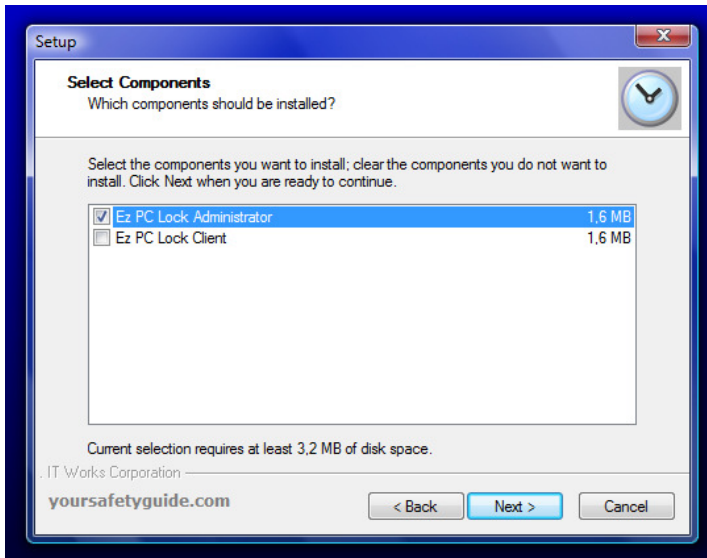 Setup
Select Components
Which components should be installed?
Select the components you want to install; clear the components you do not want to
install. Click Next when you are ready to continue.
Ez PC Lock Administrator 1,6 MB
Ez PC Lock Client 1,6 MB
Current selection requires at least 3,2 MB of disk space.
. IT Works Corporation
yoursafetyguide.com
< Back Next > Cancel